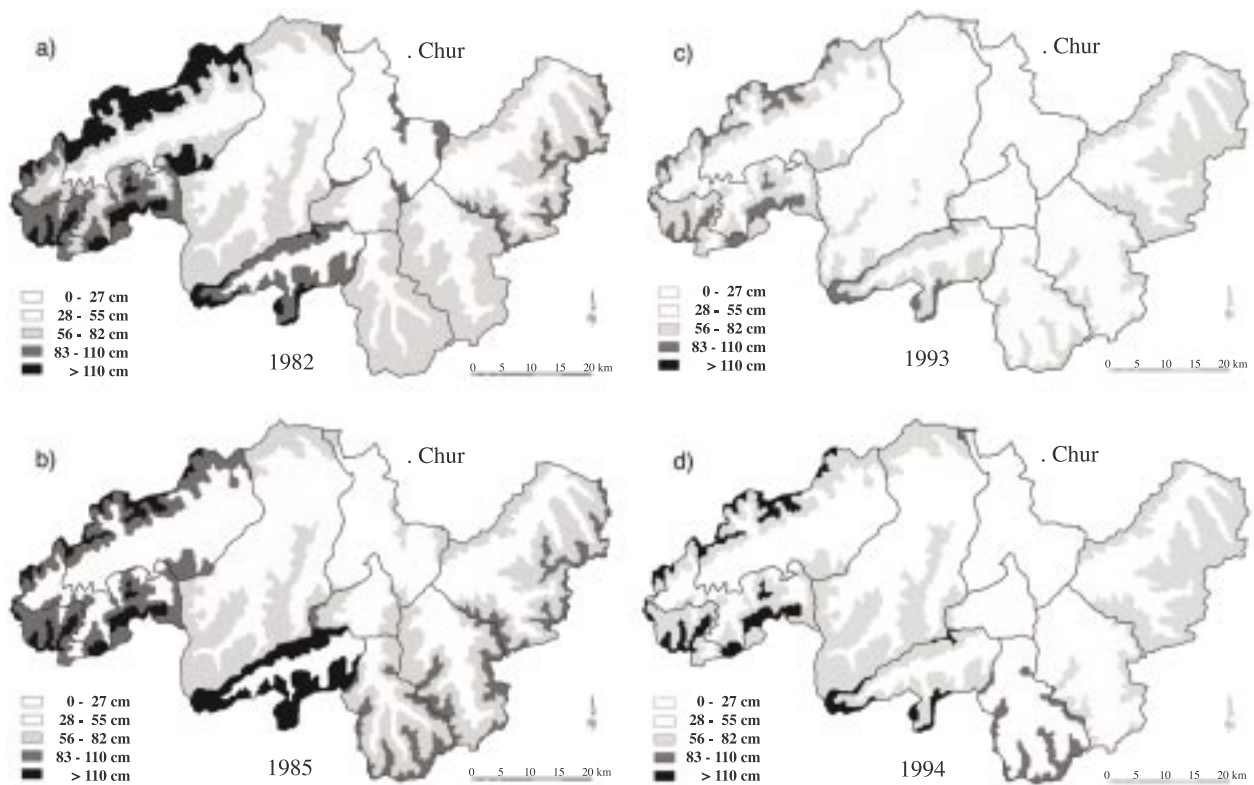 a)
. Chur
0 - 27 cm
28 - 55 cm
56 - 82 cm
83 - 110 cm
> 110 cm
1982
0 5 10 15 20 km
c)
. Chur
0 - 27 cm
28 - 55 cm
56 - 82 cm
83 - 110 cm
> 110 cm
1993
0 5 10 15 20 km
b)
. Chur
0 - 27 cm
28 - 55 cm
56 - 82 cm
83 - 110 cm
> 110 cm
1985
0 5 10 15 20 km
d)
. Chur
0 - 27 cm
28 - 55 cm
56 - 82 cm
83 - 110 cm
> 110 cm
1994
0 5 10 15 20 km